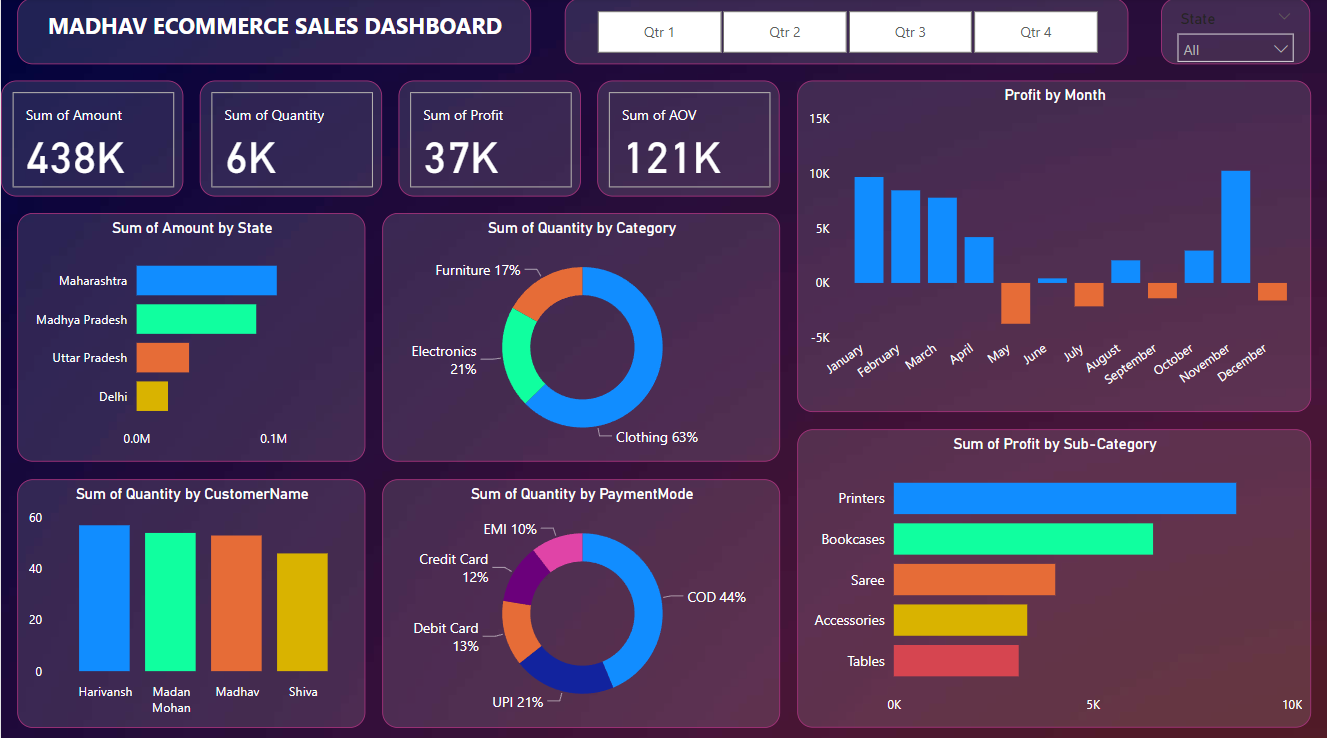 MADHAV ECOMMERCE SALES DASHBOARD
Qtr 1
Qtr 2
Qtr 3
Qtr 4
State
All
Sum of Amount
438K
Sum of Quantity
6K
Sum of Profit
37K
Sum of AOV
121K
Profit by Month
15K
10K
5K
0K
-5K
January
February
March
April
May
June
July
August
September
October
November
December
Sum of Amount by State
Maharashtra
Madhya Pradesh
Uttar Pradesh
Delhi
0.0M
0.1M
Sum of Quantity by Category
Furniture 17%
Electronics
21%
Clothing 63%
Sum of Profit by Sub-Category
Printers
Bookcases
Saree
Accessories
Tables
0K
5K
10K
Sum of Quantity by CustomerName
60
40
20
0
Harivansh
Madan
Mohan
Madhav
Shiva
Sum of Quantity by PaymentMode
EMI 10%
Credit Card
12%
Debit Card
13%
UPI 21%
COD 44%